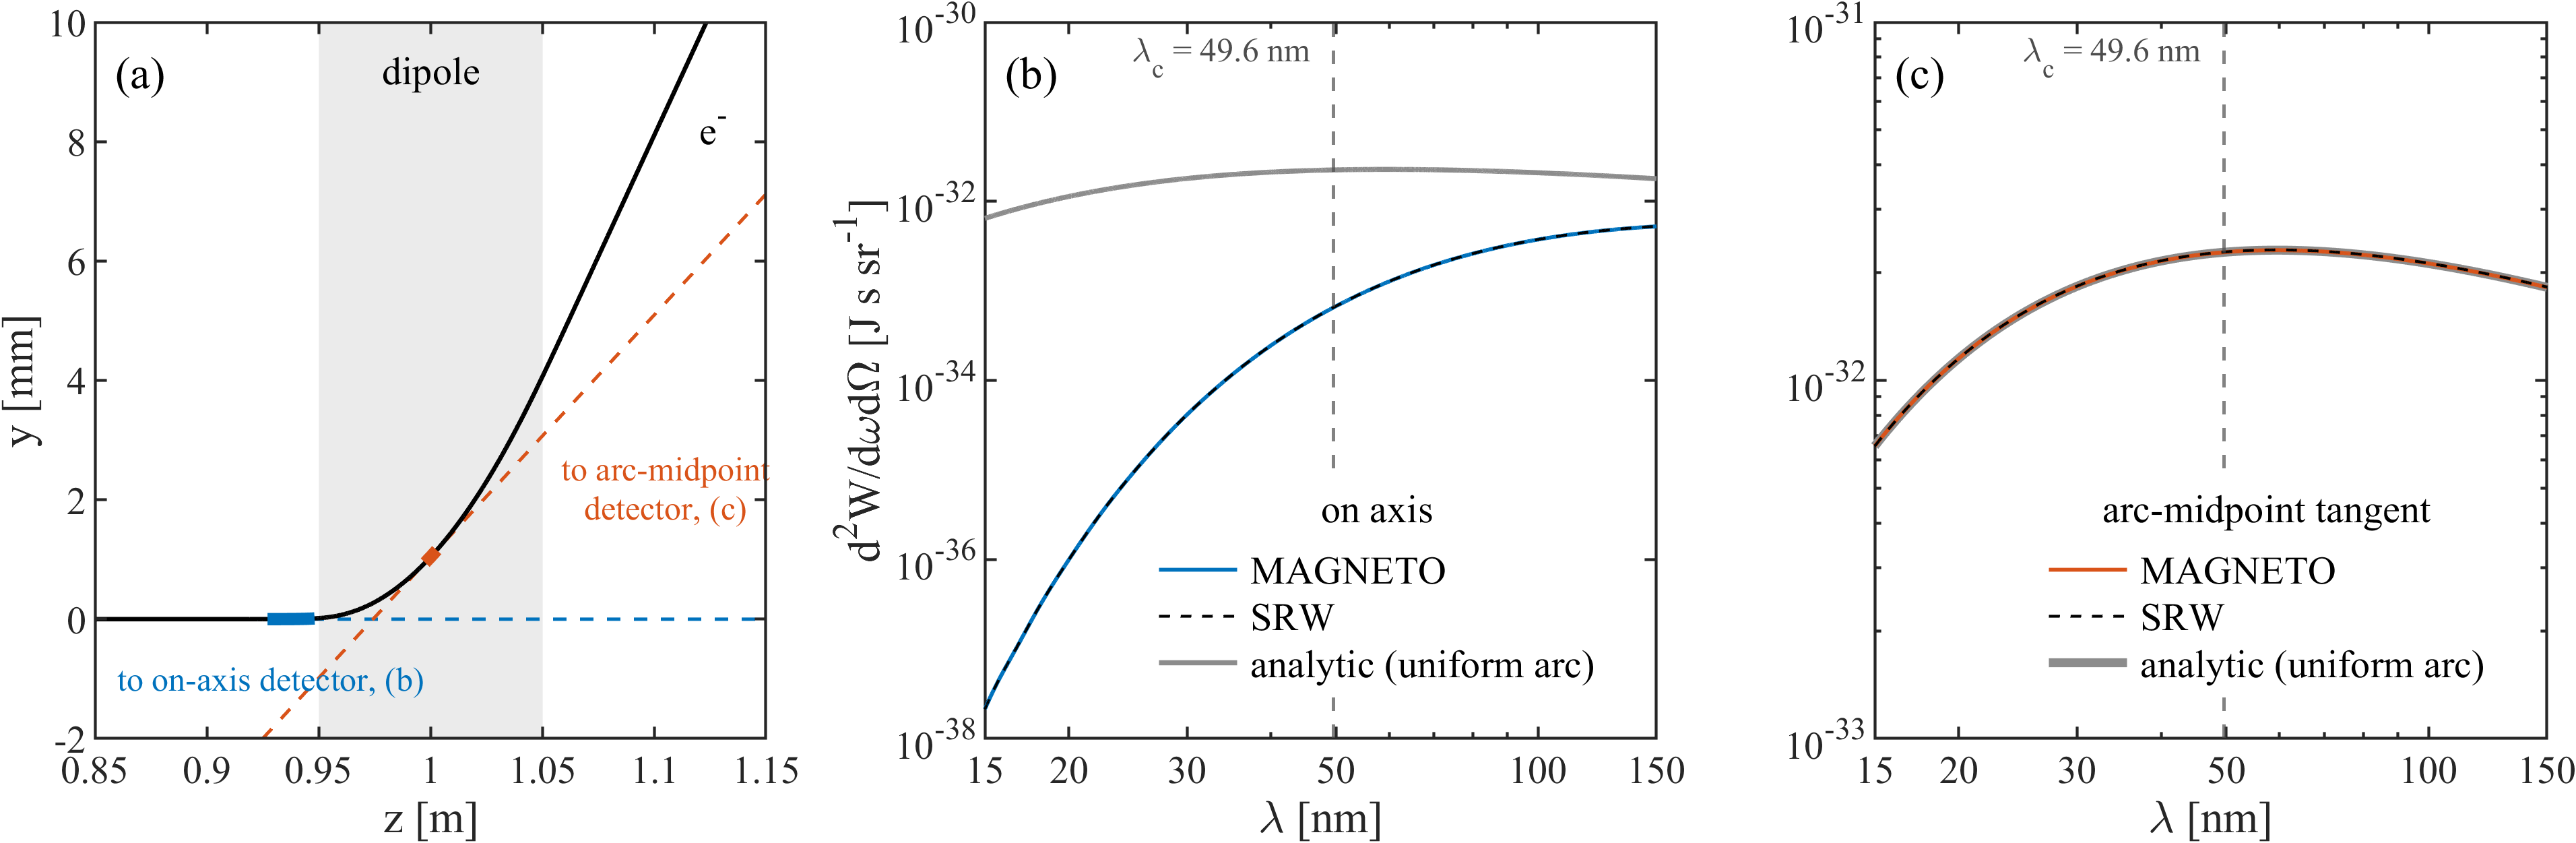 (a)
dipole
e-
to arc-midpoint
detector, (c)
to on-axis detector, (b)
10
8
6
4
2
0
-2
y [mm]
0.85 0.9 0.95 1 1.05 1.1 1.15
z [m]
(b)
λc = 49.6 nm
10-30
10-32
10-34
10-36
10-38
d2W/dωdΩ [J s sr-1]
on axis
MAGNETO
SRW
analytic (uniform arc)
15 20 30 50 100 150
λ [nm]
(c)
λc = 49.6 nm
10-31
10-32
10-33
arc-midpoint tangent
MAGNETO
SRW
analytic (uniform arc)
15 20 30 50 100 150
λ [nm]